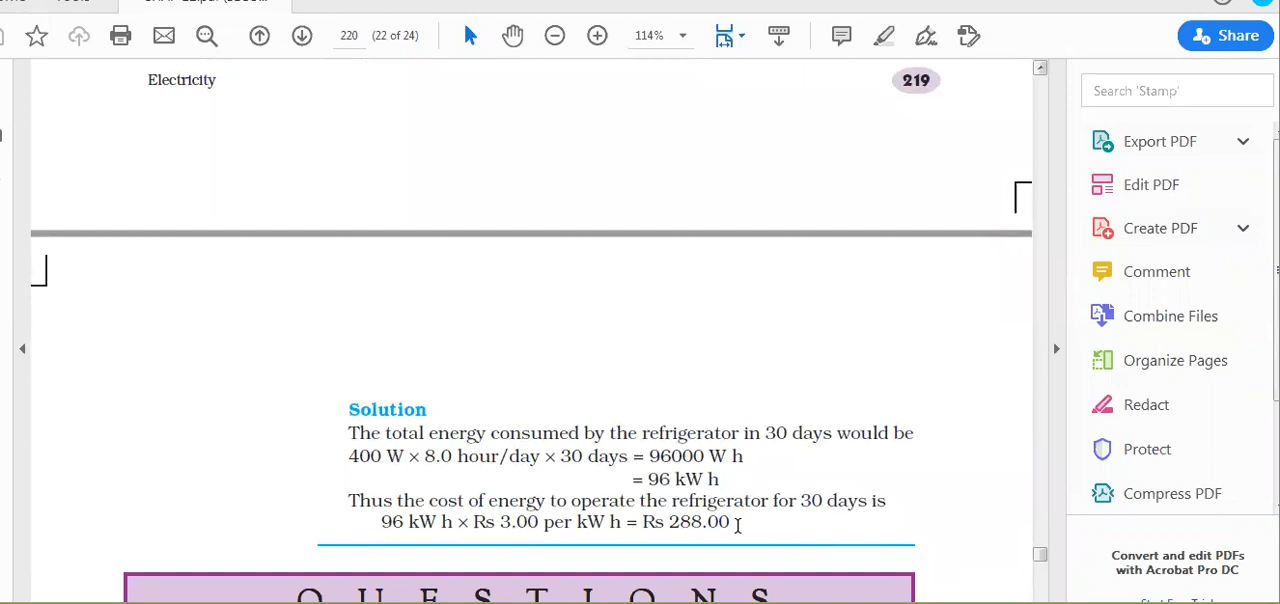 220
(22 of 24)
114%
Share
Electricity
219
Search 'Stamp'
Export PDF
Edit PDF
Create PDF
Comment
Combine Files
Organize Pages
Redact
Protect
Compress PDF
Convert and edit PDFs
with Acrobat Pro DC
Solution
The total energy consumed by the refrigerator in 30 days would be
400 W × 8.0 hour/day × 30 days = 96000 W h
= 96 kW h
Thus the cost of energy to operate the refrigerator for 30 days is
96 kW h × Rs 3.00 per kW h = Rs 288.00
QUESTIONS